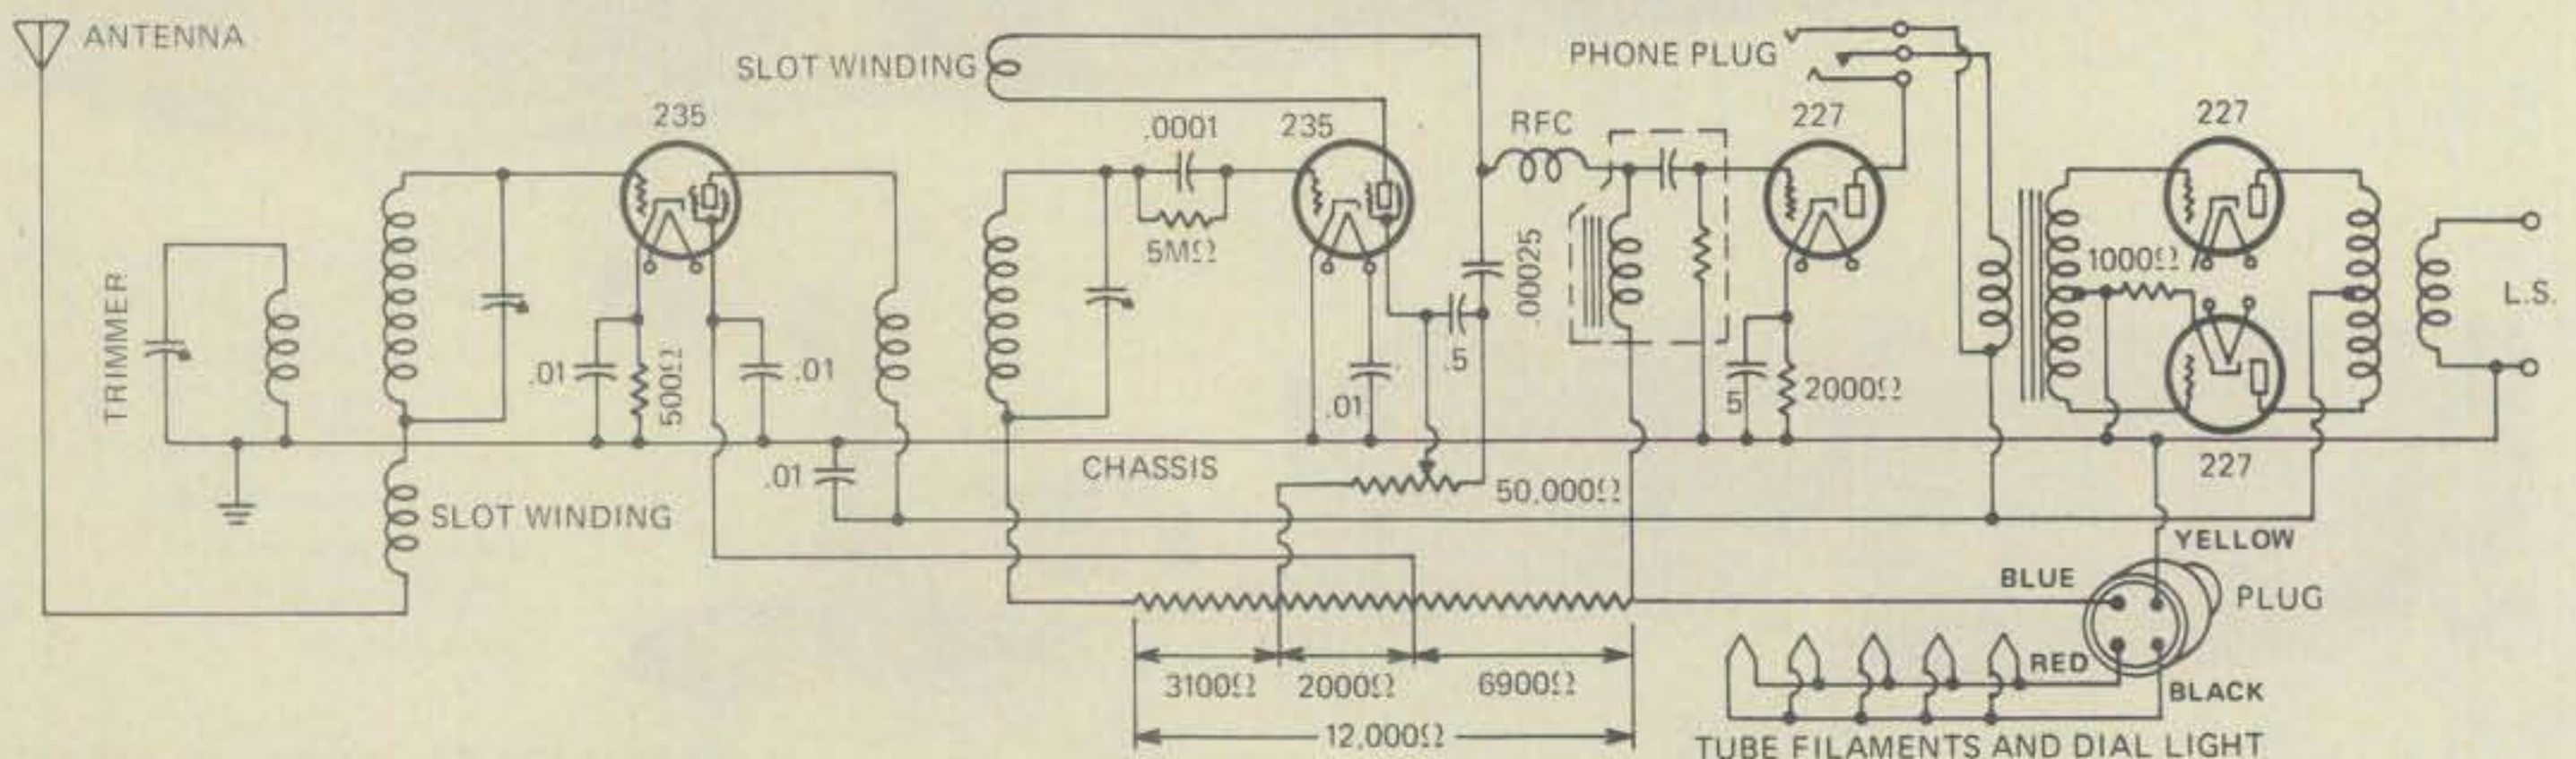 ANTENNA
SLOT WINDING
PHONE PLUG
235
.0001
235
RFC
227
227
5MΩ
TRIMMER
.00025
1000Ω
L.S.
.01
500Ω
.01
.5
.01
.5
2000Ω
.01
CHASSIS
50,000Ω
227
SLOT WINDING
YELLOW
BLUE
PLUG
RED
3100Ω
2000Ω
6900Ω
BLACK
12,000Ω
TUBE FILAMENTS AND DIAL LIGHT